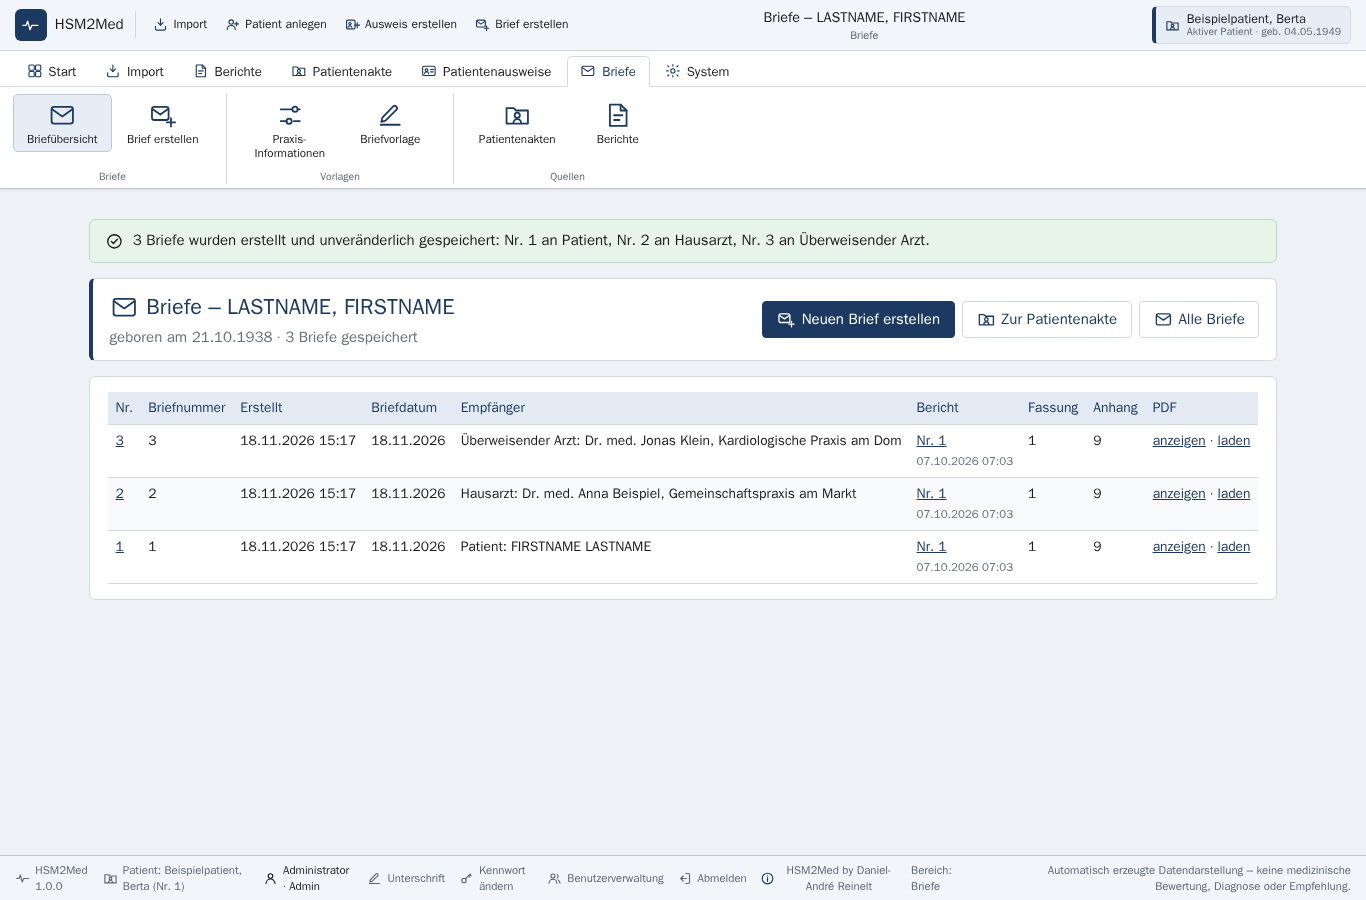 HSM2Med
Import
Patient anlegen
Ausweis erstellen
Brief erstellen
Briefe – LASTNAME, FIRSTNAME
Briefe
Beispielpatient, Berta
Aktiver Patient · geb. 04.05.1949
Start
Import
Berichte
Patientenakte
Patientenausweise
Briefe
System
Briefübersicht
Brief erstellen
Briefe
Praxis-
Informationen
Briefvorlage
Vorlagen
Patientenakten
Berichte
Quellen
3 Briefe wurden erstellt und unveränderlich gespeichert: Nr. 1 an Patient, Nr. 2 an Hausarzt, Nr. 3 an Überweisender Arzt.
Briefe – LASTNAME, FIRSTNAME
geboren am 21.10.1938 · 3 Briefe gespeichert
Neuen Brief erstellen
Zur Patientenakte
Alle Briefe
Nr. Briefnummer Erstellt Briefdatum Empfänger Bericht Fassung Anhang PDF
3 3 18.11.2026 15:17 18.11.2026 Überweisender Arzt: Dr. med. Jonas Klein, Kardiologische Praxis am Dom Nr. 1 1 9 anzeigen · laden
07.10.2026 07:03
2 2 18.11.2026 15:17 18.11.2026 Hausarzt: Dr. med. Anna Beispiel, Gemeinschaftspraxis am Markt Nr. 1 1 9 anzeigen · laden
07.10.2026 07:03
1 1 18.11.2026 15:17 18.11.2026 Patient: FIRSTNAME LASTNAME Nr. 1 1 9 anzeigen · laden
07.10.2026 07:03
HSM2Med
1.0.0
Patient: Beispielpatient,
Berta (Nr. 1)
Administrator
· Admin
Unterschrift
Kennwort
ändern
Benutzerverwaltung
Abmelden
HSM2Med by Daniel-
André Reinelt
Bereich:
Briefe
Automatisch erzeugte Datendarstellung – keine medizinische
Bewertung, Diagnose oder Empfehlung.